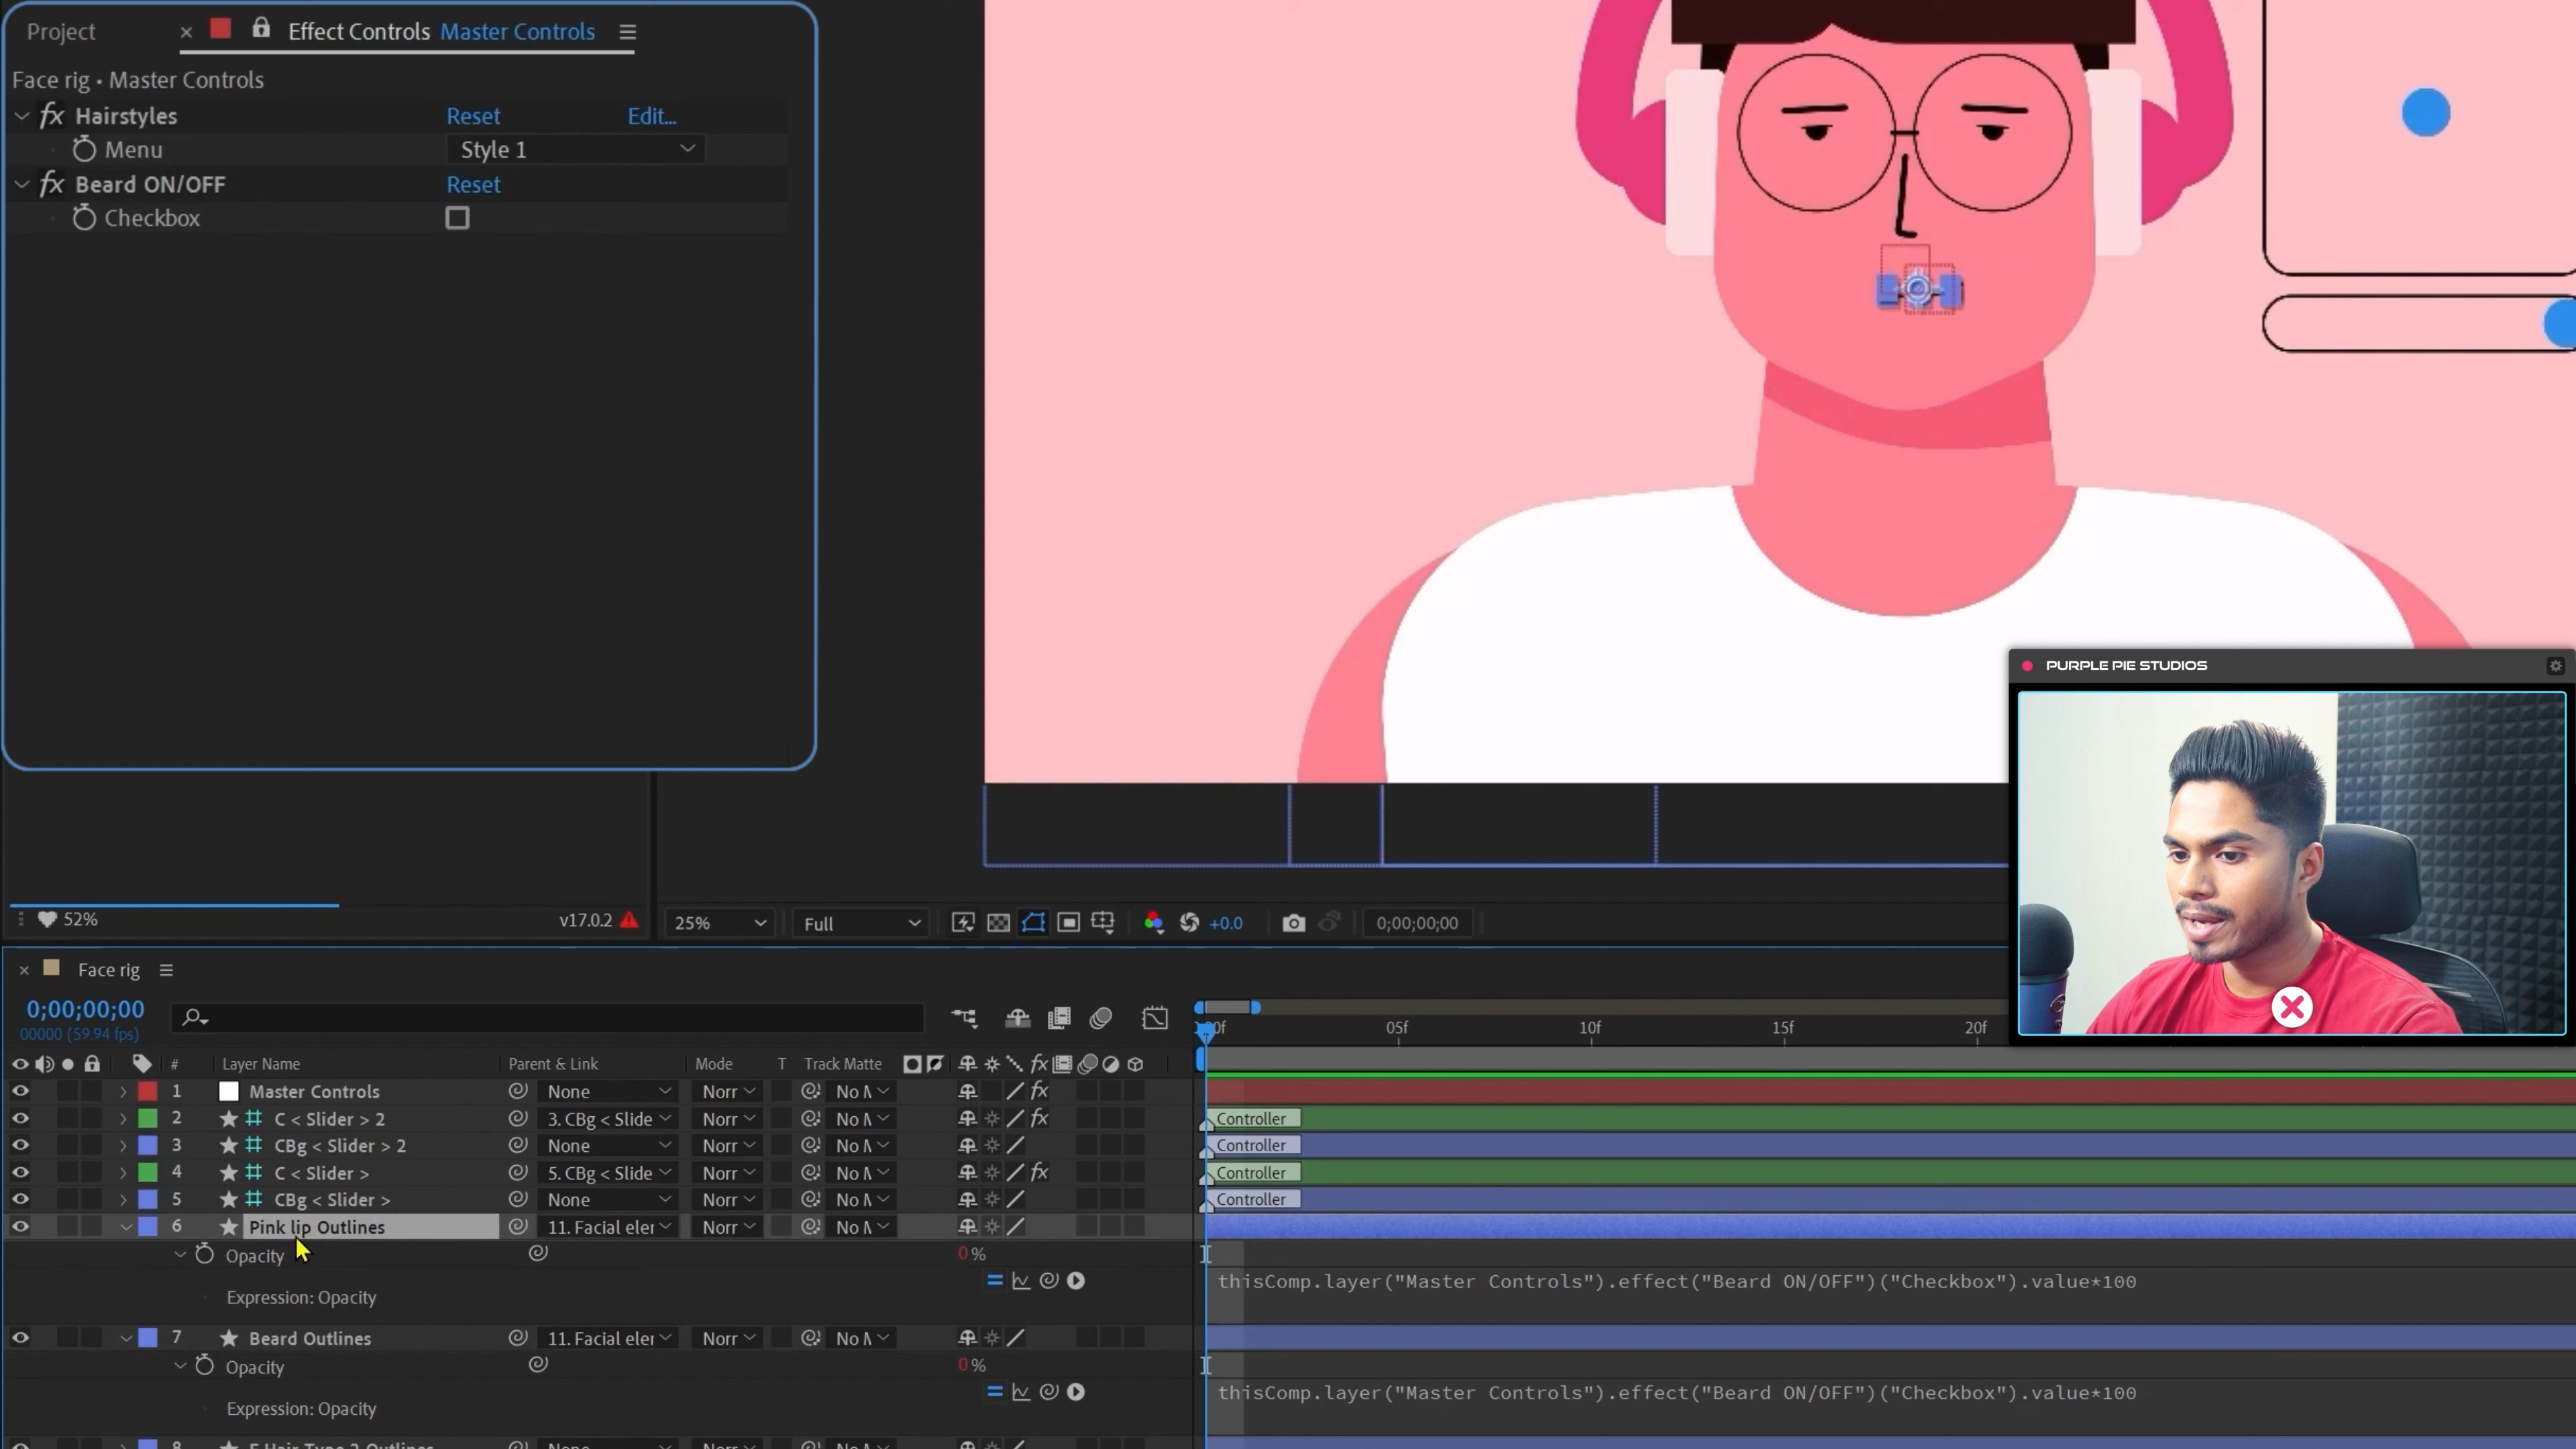 Project
× Effect Controls Master Controls
Face rig • Master Controls
fx Hairstyles Reset Edit...
Menu Style 1
fx Beard ON/OFF Reset
Checkbox
PURPLE PIE STUDIOS
52% v17.0.2
25% Full +0.0 0;00;00;00
× Face rig
0;00;00;00
00000 (59.94 fps)
05f 10f 15f 20f
# Layer Name Parent & Link Mode T Track Matte fx
1 Master Controls None Norr No M fx
2 C < Slider > 2 3. CBg < Slide Norr No M fx Controller
3 CBg < Slider > 2 None Norr No M Controller
4 C < Slider > 5. CBg < Slide Norr No M fx Controller
5 CBg < Slider > None Norr No M Controller
6 Pink lip Outlines 11. Facial eler Norr No M
Opacity 0 %
thisComp.layer("Master Controls").effect("Beard ON/OFF")("Checkbox").value*100
Expression: Opacity
7 Beard Outlines 11. Facial eler Norr No M
Opacity 0 %
thisComp.layer("Master Controls").effect("Beard ON/OFF")("Checkbox").value*100
Expression: Opacity